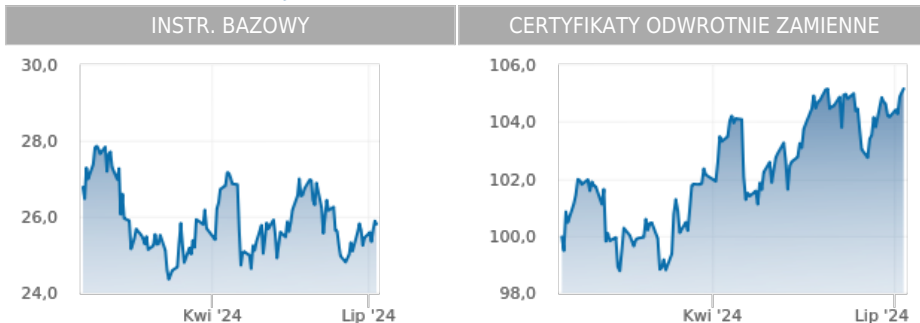 INSTR. BAZOWY
30,0
28,0
26,0
24,0
Kwi '24
Lip '24
CERTYFIKATY ODWROTNIE ZAMIENNE
106,0
104,0
102,0
100,0
98,0
Kwi '24
Lip '24